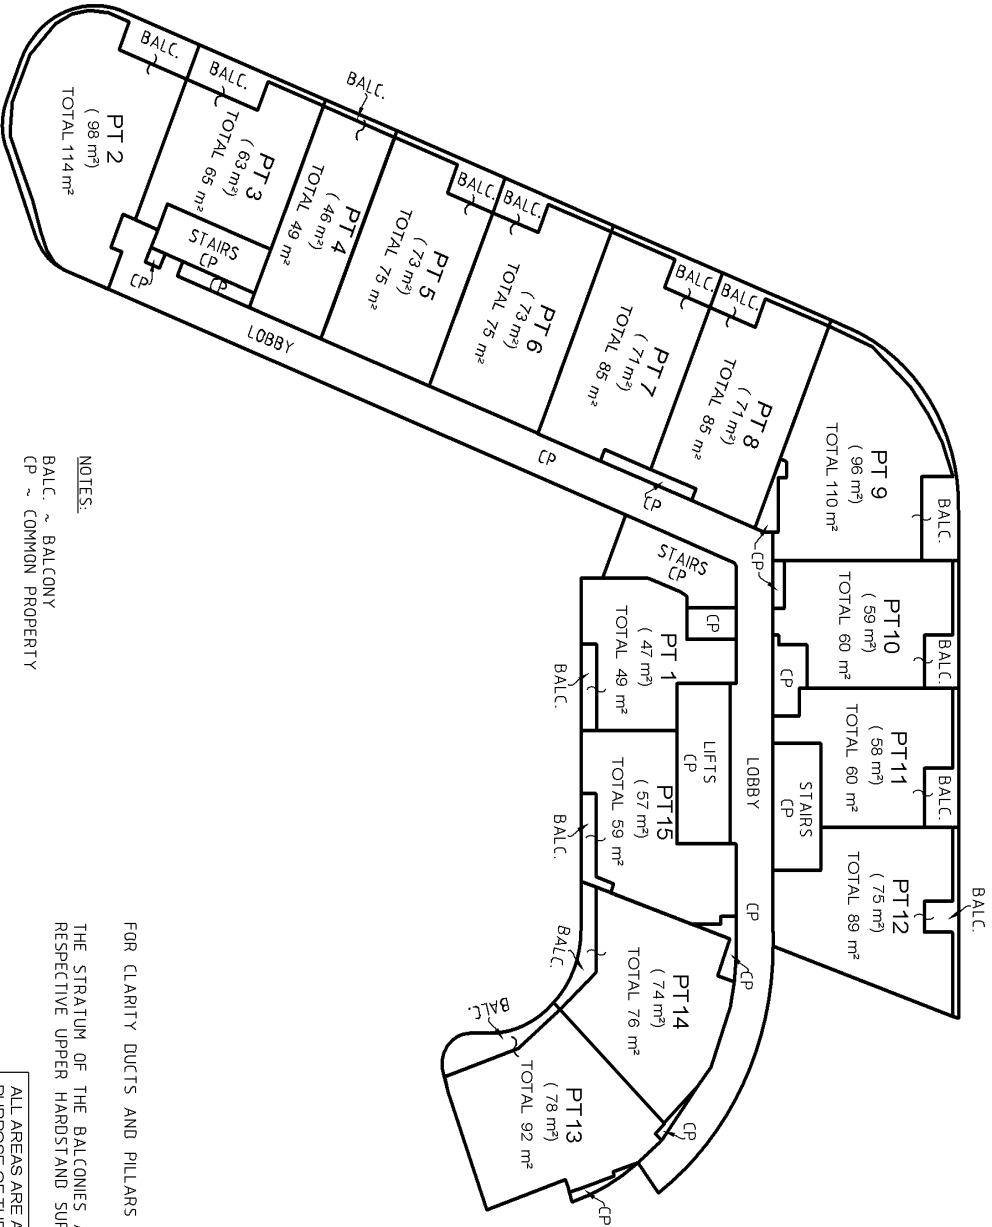 BALC.
BALC.
BALC.
BALC.
BALC.
BALC.
BALC.
PT 2
( 98 m²)
TOTAL 114 m²
PT 3
( 63 m²)
TOTAL 65 m²
PT 4
( 46 m²)
TOTAL 49 m²
PT 5
( 73 m²)
TOTAL 75 m²
PT 6
( 73 m²)
TOTAL 75 m²
PT 7
( 71 m²)
TOTAL 85 m²
PT 8
( 71 m²)
TOTAL 85 m²
PT 9
( 96 m²)
TOTAL 110 m²
BALC.
STAIRS
CP
CP
CP
LOBBY
CP
CP
CP
STAIRS
CP
CP
PT10
( 59 m²)
TOTAL 60 m²
BALC.
CP
PT11
( 58 m²)
TOTAL 60 m²
BALC.
STAIRS
CP
PT12
( 75 m²)
TOTAL 89 m²
BALC.
LOBBY
CP
PT 1
( 47 m²)
TOTAL 49 m²
BALC.
LIFTS
CP
PT15
( 57 m²)
TOTAL 59 m²
BALC.
CP
PT14
( 74 m²)
TOTAL 76 m²
BALC.
CP
PT13
( 78 m²)
TOTAL 92 m²
BALC.
CP
NOTES:
BALC. ~ BALCONY
CP ~ COMMON PROPERTY
FOR CLARITY DUCTS AND PILLARS
THE STRATUM OF THE BALCONIES
RESPECTIVE UPPER HARDSTAND
ALL AREAS ARE